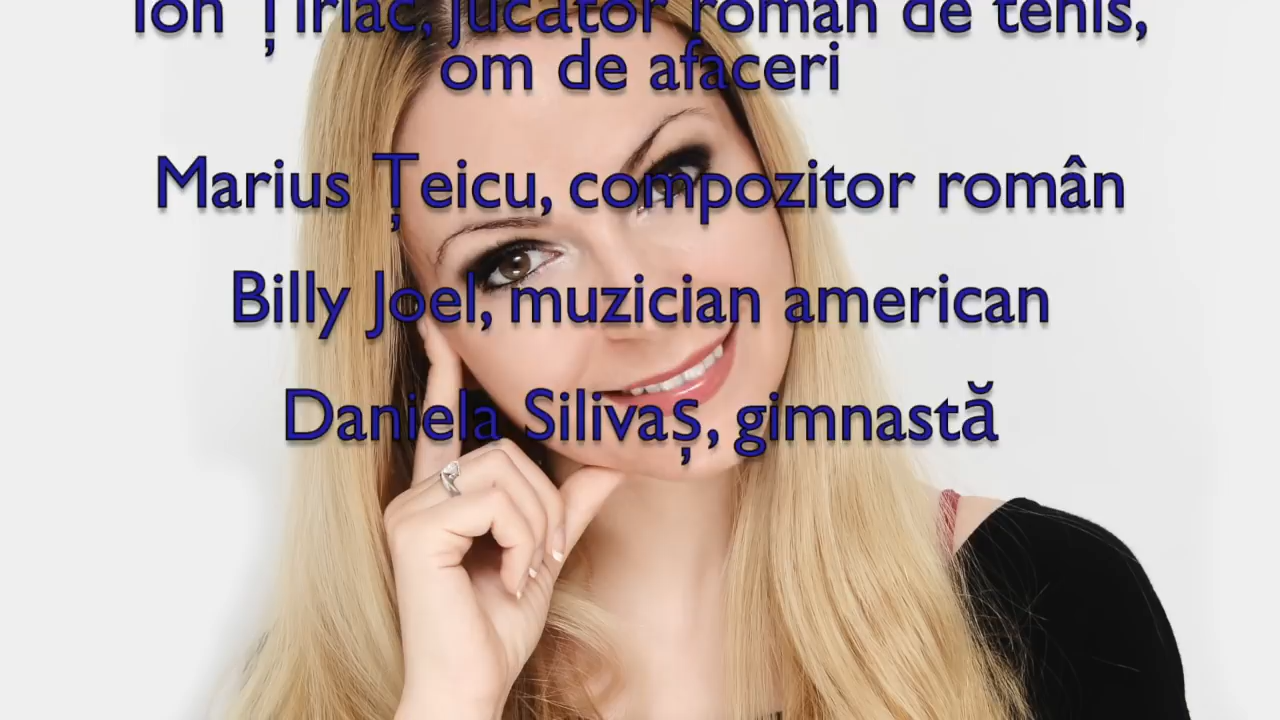 Ion Țiriac, jucător român de tenis,
om de afaceri
Marius Țeicu, compozitor român
Billy Joel, muzician american
Daniela Silivaș, gimnastă